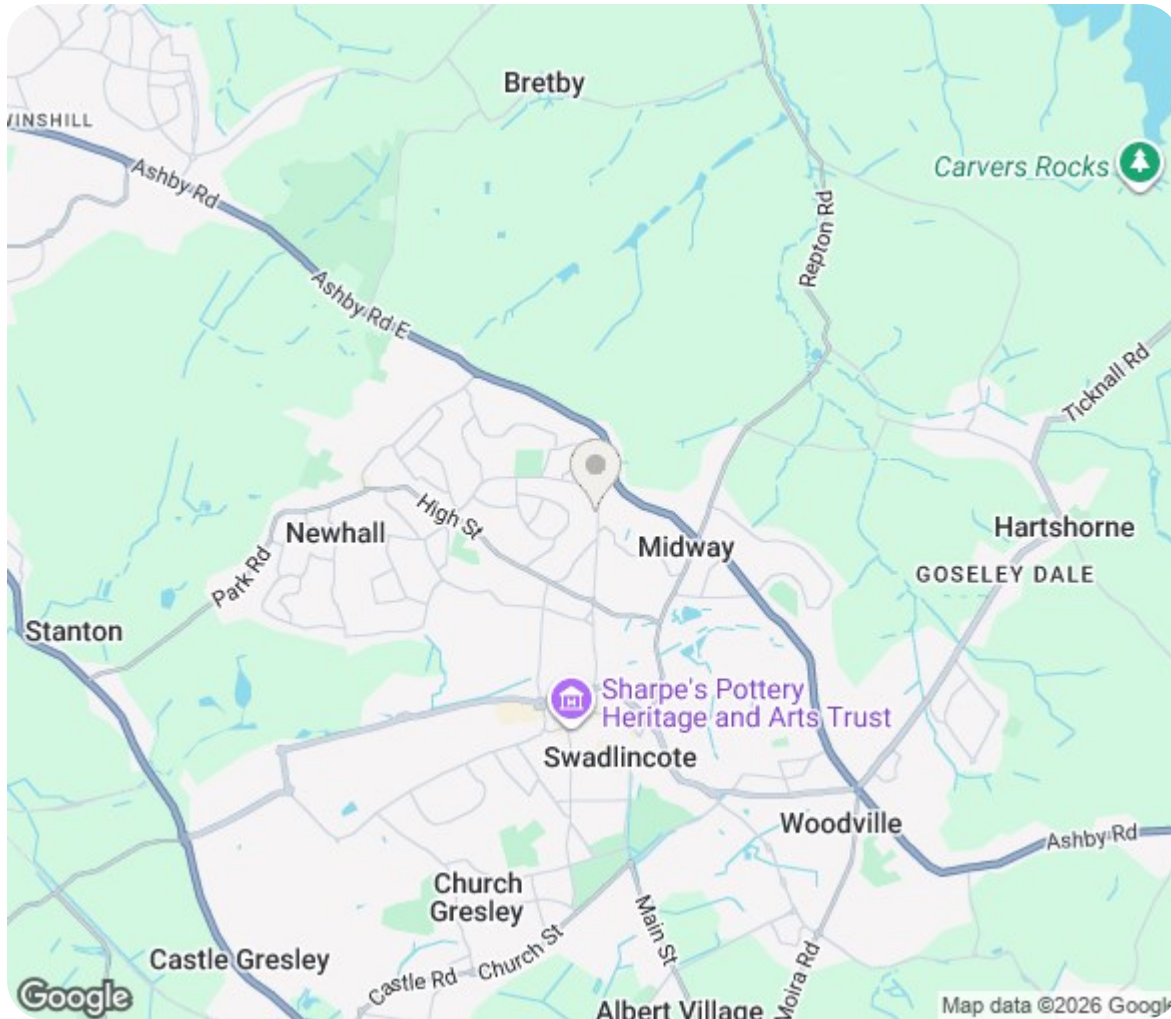 Bretby
VINSHILL
Ashby Rd
Carvers Rocks
Repton Rd
Ashby Rd E
Ticknall Rd
High St
Newhall
Hartshorne
Midway
GOSELEY DALE
Park Rd
Stanton
Sharpe's Pottery
Heritage and Arts Trust
Swadlincote
Woodville
Ashby Rd
Church
Gresley
Main St
Church St
Castle Gresley
Castle Rd
Moira Rd
Albert Village
Google
Map data ©2026 Google